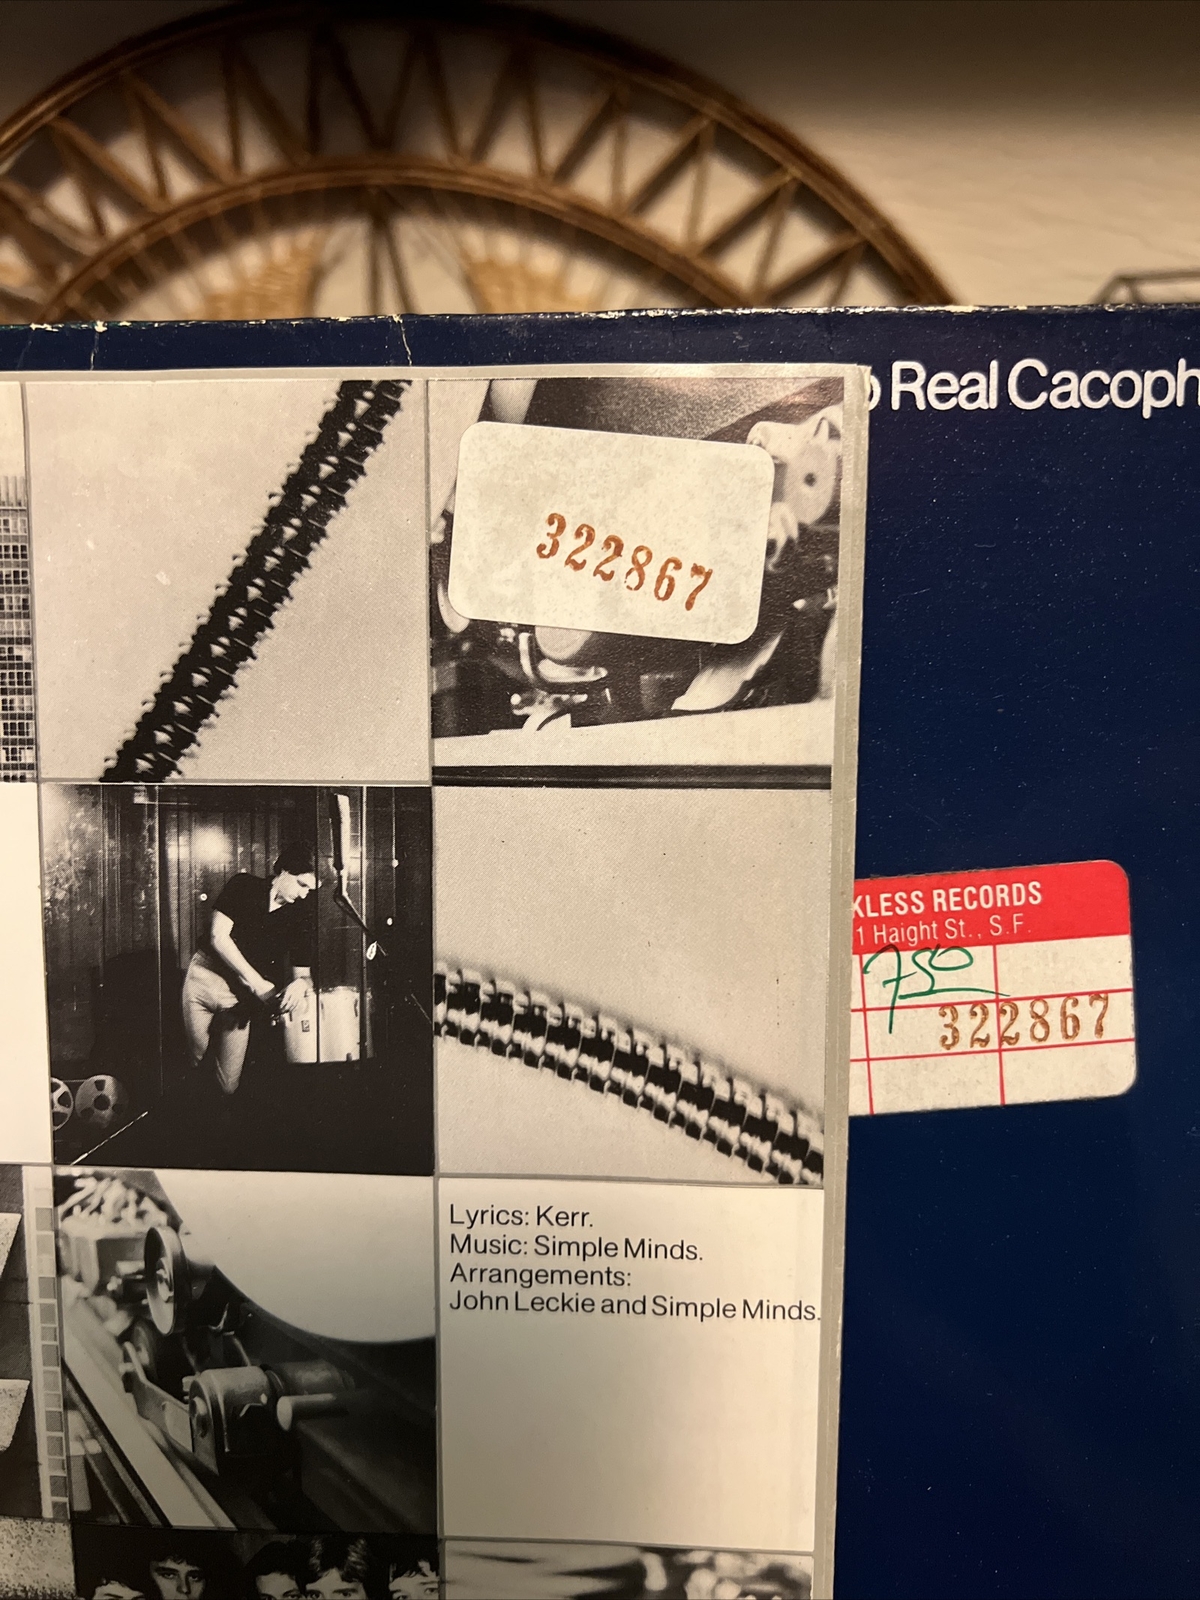 Real Cacoph
322867
KLESS RECORDS
1 Haight St., S.F.
750
322867
Lyrics: Kerr.
Music: Simple Minds.
Arrangements:
John Leckie and Simple Minds.